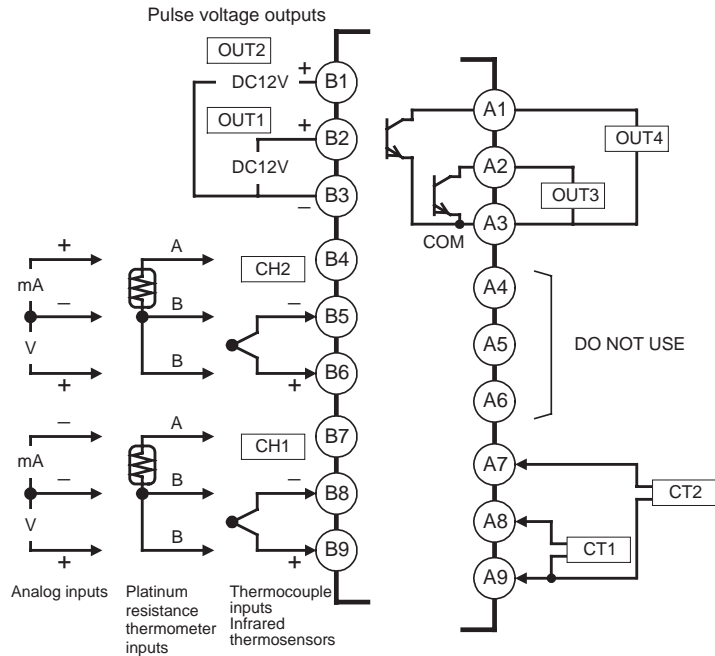 Pulse voltage outputs
OUT2
+
DC12V
B1
OUT1
+
B2
DC12V
B3
–
A1
OUT4
A2
OUT3
A3
COM
+
mA
–
V
+
A
B
B
CH2
–
+
B4
B5
B6
A4
A5
A6
DO NOT USE
–
mA
–
V
+
A
B
B
CH1
–
+
B7
B8
B9
A7
CT2
A8
CT1
A9
Analog inputs
Platinum
resistance
thermometer
inputs
Thermocouple
inputs
Infrared
thermosensors